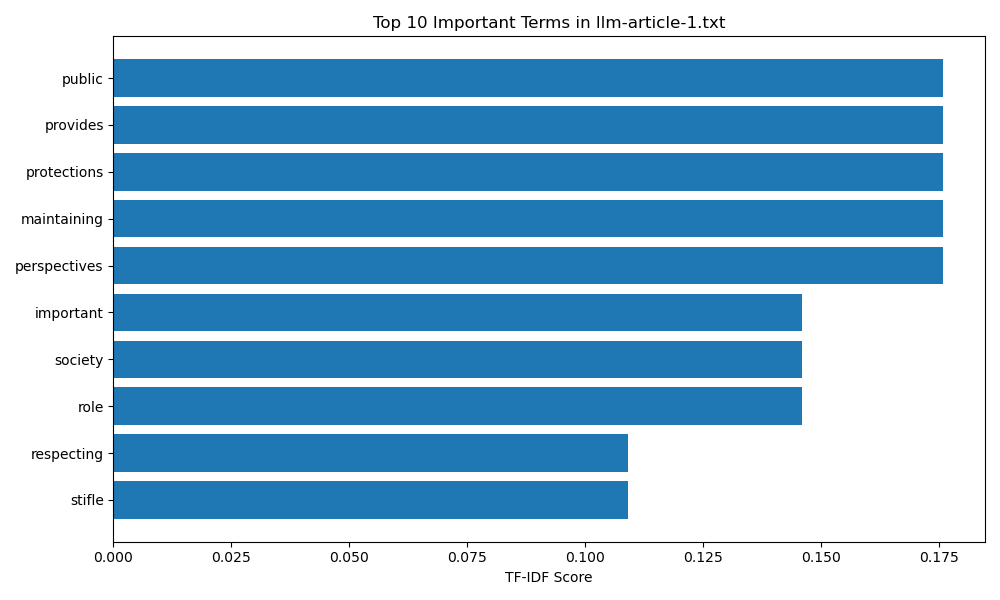 Top 10 Important Terms in llm-article-1.txt
public
provides
protections
maintaining
perspectives
important
society
role
respecting
stifle
0.000 0.025 0.050 0.075 0.100 0.125 0.150 0.175
TF-IDF Score